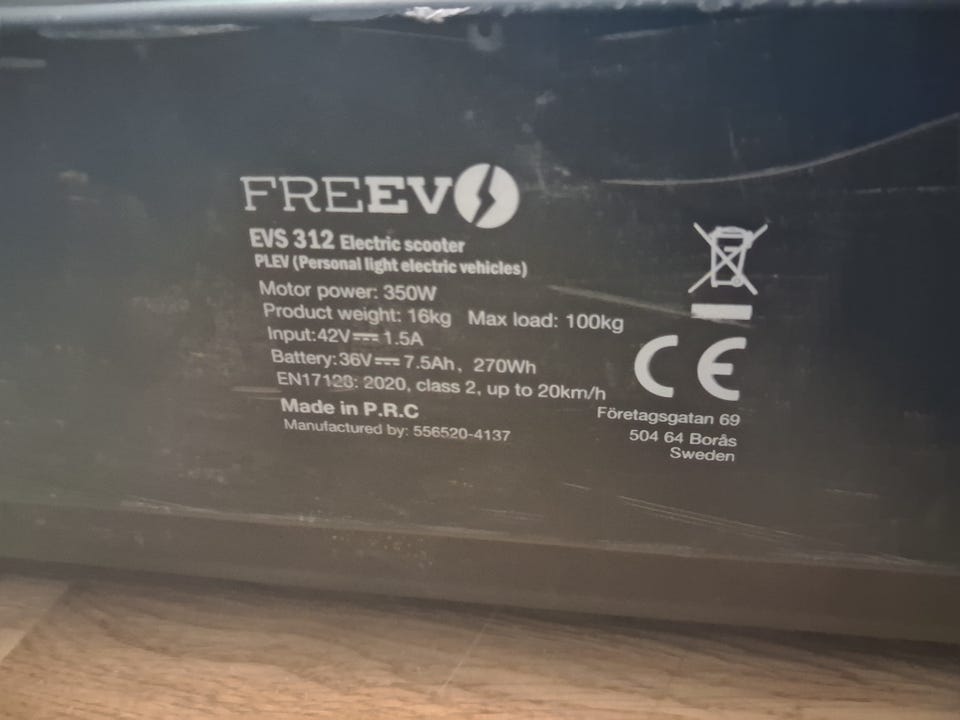 FREEVO
EVS 312 Electric scooter
PLEV (Personal light electric vehicles)
Motor power: 350W
Product weight: 16kg Max load: 100kg
Input:42V⎓1.5A
Battery:36V⎓7.5Ah, 270Wh
EN17128: 2020, class 2, up to 20km/h
Made in P.R.C
Manufactured by: 556520-4137
CE
Företagsgatan 69
504 64 Borås
Sweden